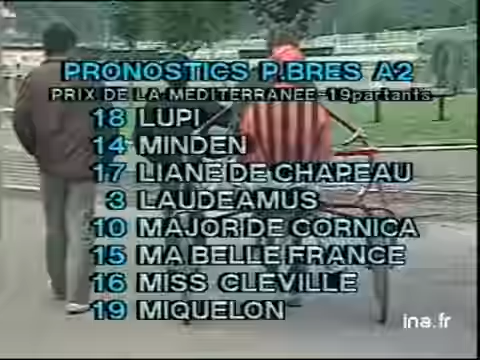 PRONOSTICS P.BRES A2
PRIX DE LA MEDITERRANEE-19partants
18 LUPI
14 MINDEN
17 LIANE DE CHAPEAU
3 LAUDEAMUS
10 MAJOR DE CORNICA
15 MA BELLE FRANCE
16 MISS CLEVILLE
19 MIQUELON
ina.fr